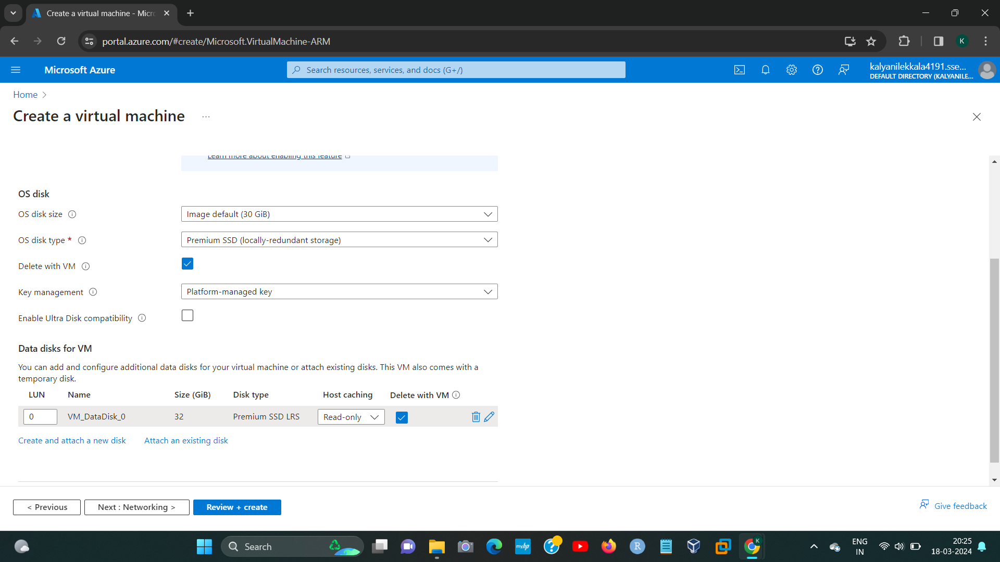 Create a virtual machine - Micro
portal.azure.com/#create/Microsoft.VirtualMachine-ARM
K
Microsoft Azure
Search resources, services, and docs (G+/)
kalyanilekkala4191.sse...
DEFAULT DIRECTORY (KALYANILE...
Home
Create a virtual machine
...
Learn more about enabling this feature
OS disk
OS disk size
Image default (30 GiB)
OS disk type *
Premium SSD (locally-redundant storage)
Delete with VM
Key management
Platform-managed key
Enable Ultra Disk compatibility
Data disks for VM
You can add and configure additional data disks for your virtual machine or attach existing disks. This VM also comes with a
temporary disk.
LUN Name Size (GiB) Disk type Host caching Delete with VM
0 VM_DataDisk_0 32 Premium SSD LRS Read-only
Create and attach a new disk Attach an existing disk
< Previous Next : Networking > Review + create
Give feedback
Search
myhp
R
K
ENG
IN
20:25
18-03-2024